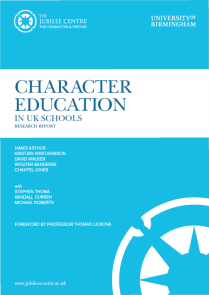 THE
JUBILEE CENTRE
FOR CHARACTER & VIRTUES
UNIVERSITY OF
BIRMINGHAM
CHARACTER
EDUCATION
IN UK SCHOOLS
RESEARCH REPORT
JAMES ARTHUR
KRISTJÁN KRISTJÁNSSON
DAVID WALKER
WOUTER SANDERSE
CHANTEL JONES
with
STEPHEN THOMA
RANDALL CURREN
MICHAEL ROBERTS
FOREWORD BY PROFESSOR THOMAS LICKONA
www.jubileecentre.ac.uk